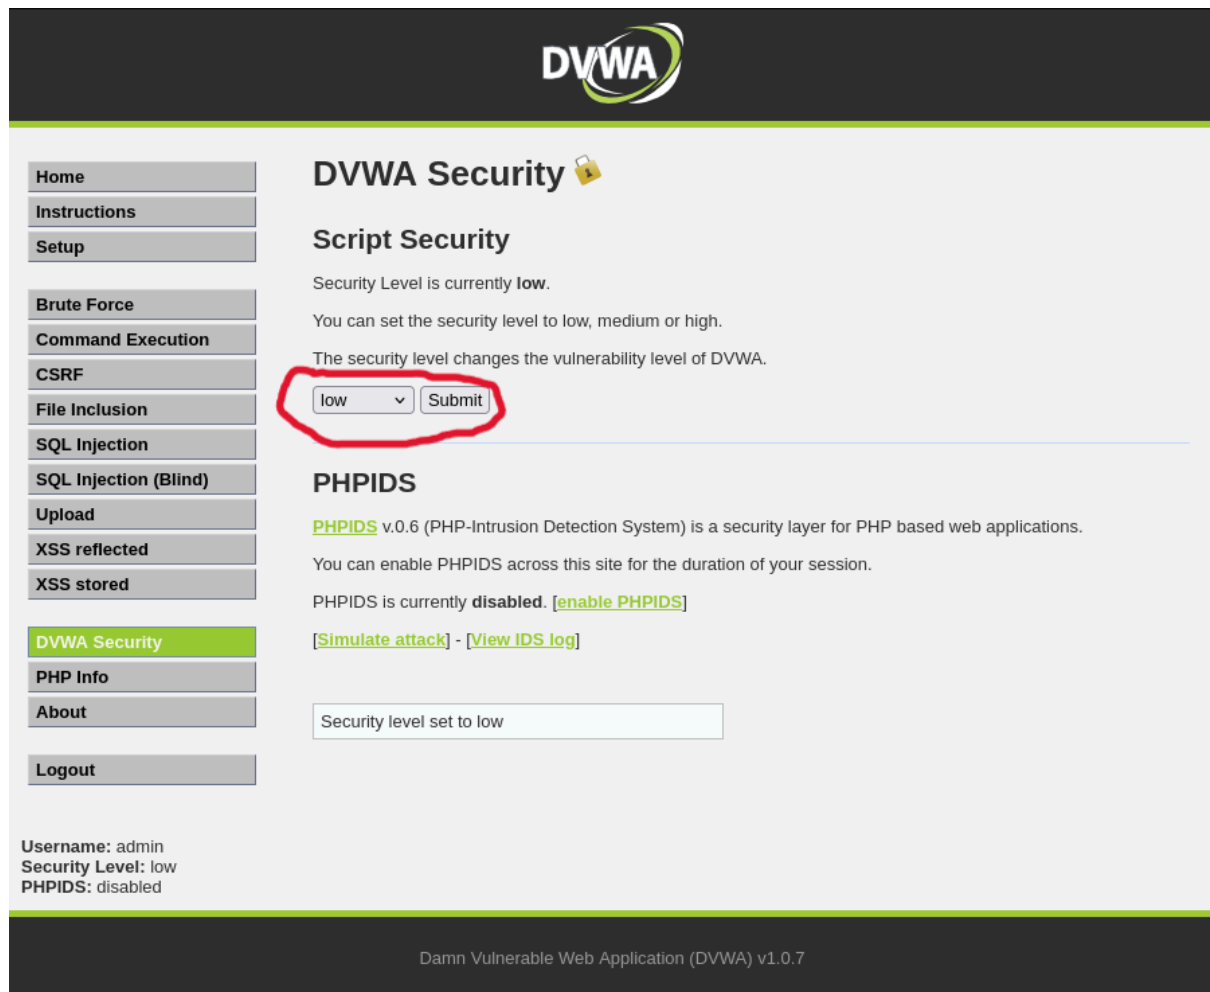 DVWA
Home
Instructions
Setup
Brute Force
Command Execution
CSRF
File Inclusion
SQL Injection
SQL Injection (Blind)
Upload
XSS reflected
XSS stored
DVWA Security
PHP Info
About
Logout
Username: admin
Security Level: low
PHPIDS: disabled
DVWA Security
Script Security
Security Level is currently low.
You can set the security level to low, medium or high.
The security level changes the vulnerability level of DVWA.
low Submit
PHPIDS
PHPIDS v.0.6 (PHP-Intrusion Detection System) is a security layer for PHP based web applications.
You can enable PHPIDS across this site for the duration of your session.
PHPIDS is currently disabled. [enable PHPIDS]
[Simulate attack] - [View IDS log]
Security level set to low
Damn Vulnerable Web Application (DVWA) v1.0.7